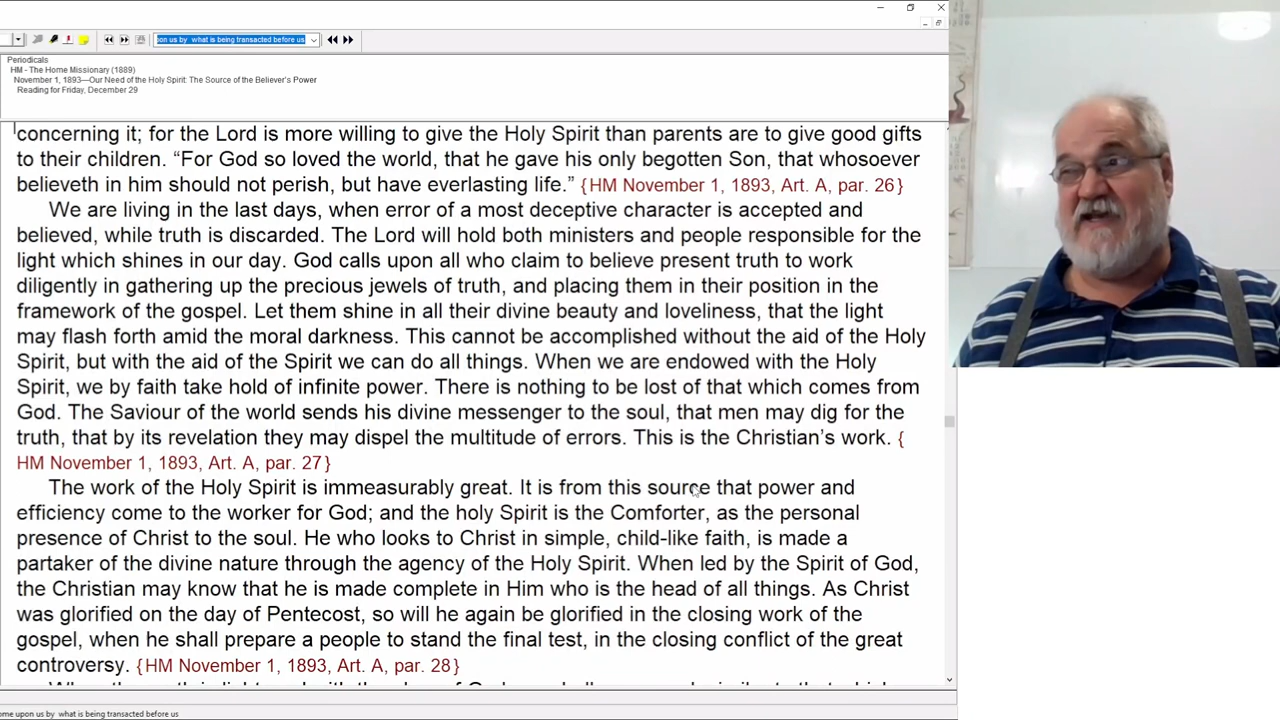 on us by what is being transacted before us
Periodicals
HM - The Home Missionary (1889)
November 1, 1893—Our Need of the Holy Spirit: The Source of the Believer's Power
Reading for Friday, December 29
concerning it; for the Lord is more willing to give the Holy Spirit than parents are to give good gifts
to their children. “For God so loved the world, that he gave his only begotten Son, that whosoever
believeth in him should not perish, but have everlasting life.” {HM November 1, 1893, Art. A, par. 26}
We are living in the last days, when error of a most deceptive character is accepted and
believed, while truth is discarded. The Lord will hold both ministers and people responsible for the
light which shines in our day. God calls upon all who claim to believe present truth to work
diligently in gathering up the precious jewels of truth, and placing them in their position in the
framework of the gospel. Let them shine in all their divine beauty and loveliness, that the light
may flash forth amid the moral darkness. This cannot be accomplished without the aid of the Holy
Spirit, but with the aid of the Spirit we can do all things. When we are endowed with the Holy
Spirit, we by faith take hold of infinite power. There is nothing to be lost of that which comes from
God. The Saviour of the world sends his divine messenger to the soul, that men may dig for the
truth, that by its revelation they may dispel the multitude of errors. This is the Christian’s work. {
HM November 1, 1893, Art. A, par. 27}
The work of the Holy Spirit is immeasurably great. It is from this source that power and
efficiency come to the worker for God; and the holy Spirit is the Comforter, as the personal
presence of Christ to the soul. He who looks to Christ in simple, child-like faith, is made a
partaker of the divine nature through the agency of the Holy Spirit. When led by the Spirit of God,
the Christian may know that he is made complete in Him who is the head of all things. As Christ
was glorified on the day of Pentecost, so will he again be glorified in the closing work of the
gospel, when he shall prepare a people to stand the final test, in the closing conflict of the great
controversy. {HM November 1, 1893, Art. A, par. 28}
ome upon us by what is being transacted before us